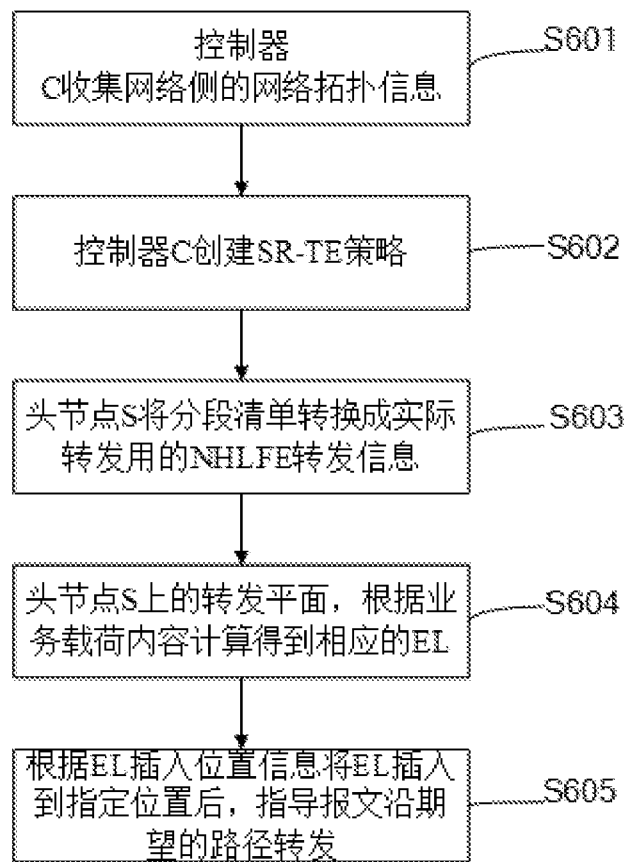 控制器
C收集网络侧的网络拓扑信息
S601
控制器C创建SR-TE策略
S602
头节点S将分段清单转换成实际
转发用的NHLFE转发信息
S603
头节点S上的转发平面，根据业
务载荷内容计算得到相应的EL
S604
根据EL插入位置信息将EL插入
到指定位置后，指导报文沿期
望的路径转发
S605